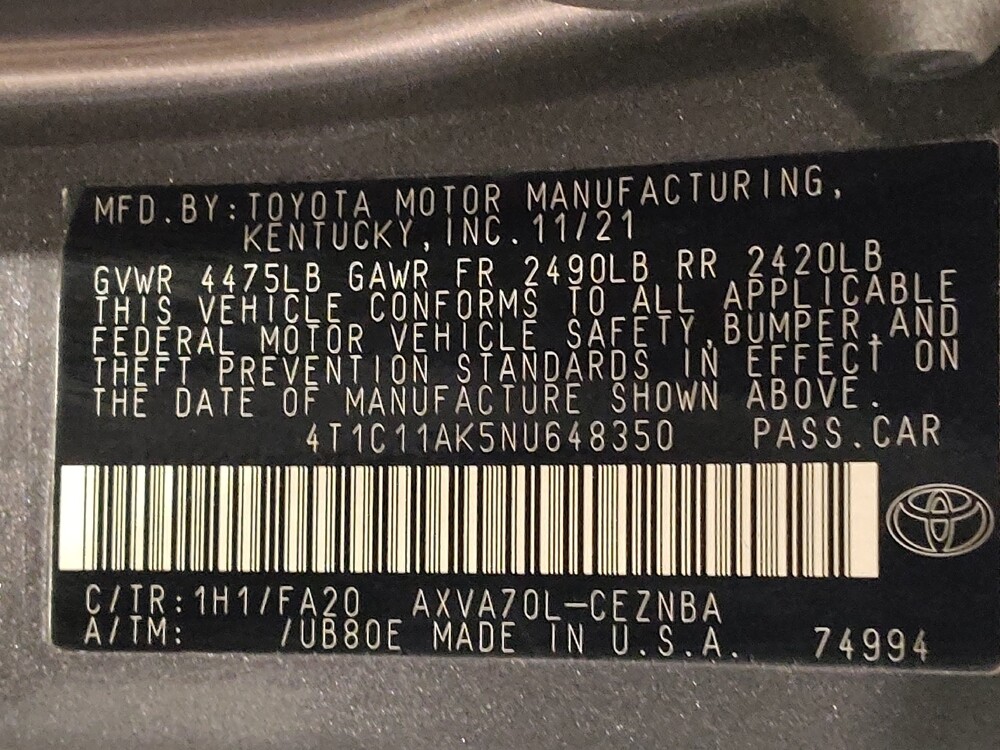 MFD.BY:TOYOTA MOTOR MANUFACTURING,
KENTUCKY,INC.11/21
GVWR 4475LB GAWR FR 2490LB RR 2420LB
THIS VEHICLE CONFORMS TO ALL APPLICABLE
FEDERAL MOTOR VEHICLE SAFETY,BUMPER,AND
THEFT PREVENTION STANDARDS IN EFFECT ON
THE DATE OF MANUFACTURE SHOWN ABOVE.
4T1C11AK5NU648350 PASS.CAR
C/TR:1H1/FA20 AXVA70L-CEZNBA
A/TM: /UB80E MADE IN U.S.A. 74994